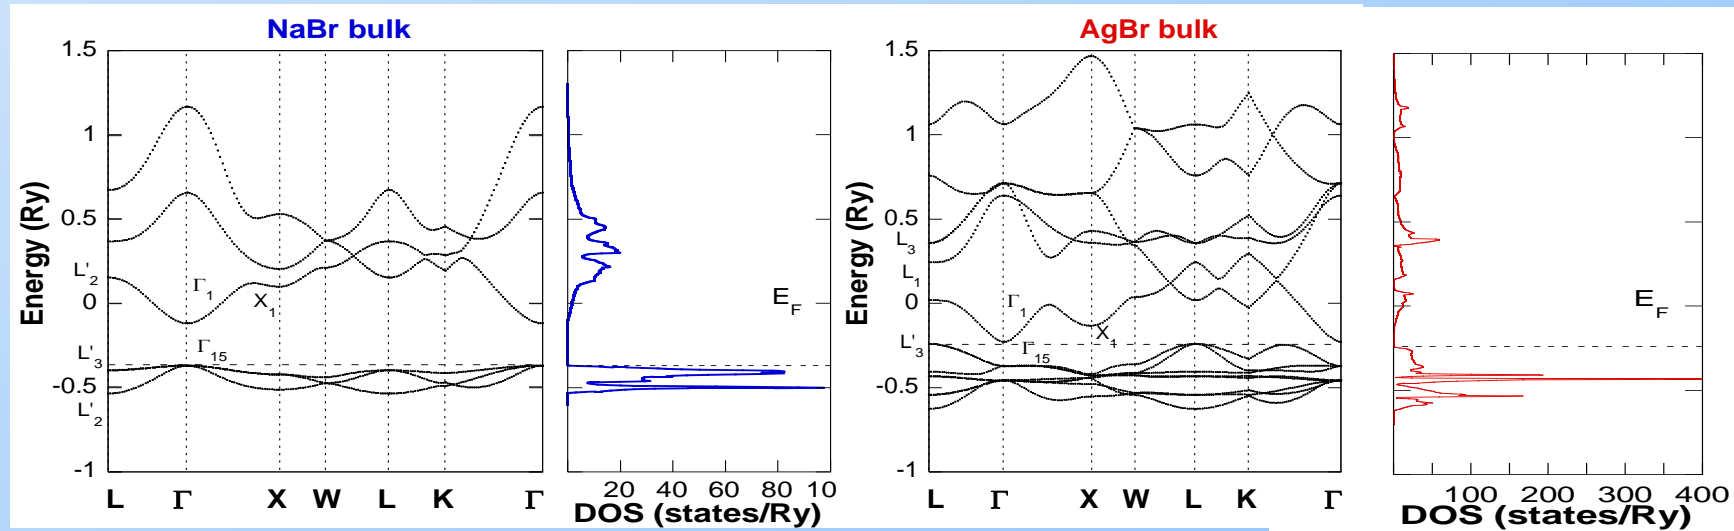 NaBr bulk
AgBr bulk
Energy (Ry)
1.5
1
0.5
0
-0.5
-1
L'2
L'3
L'2
Γ1
X1
Γ15
L Γ X W L K Γ
EF
20 40 60 80 10
DOS (states/Ry)
Energy (Ry)
1.5
1
0.5
0
-0.5
-1
L3
L1
L'3
Γ1
X1
Γ15
L Γ X W L K Γ
EF
100 200 300 400
DOS (states/Ry)